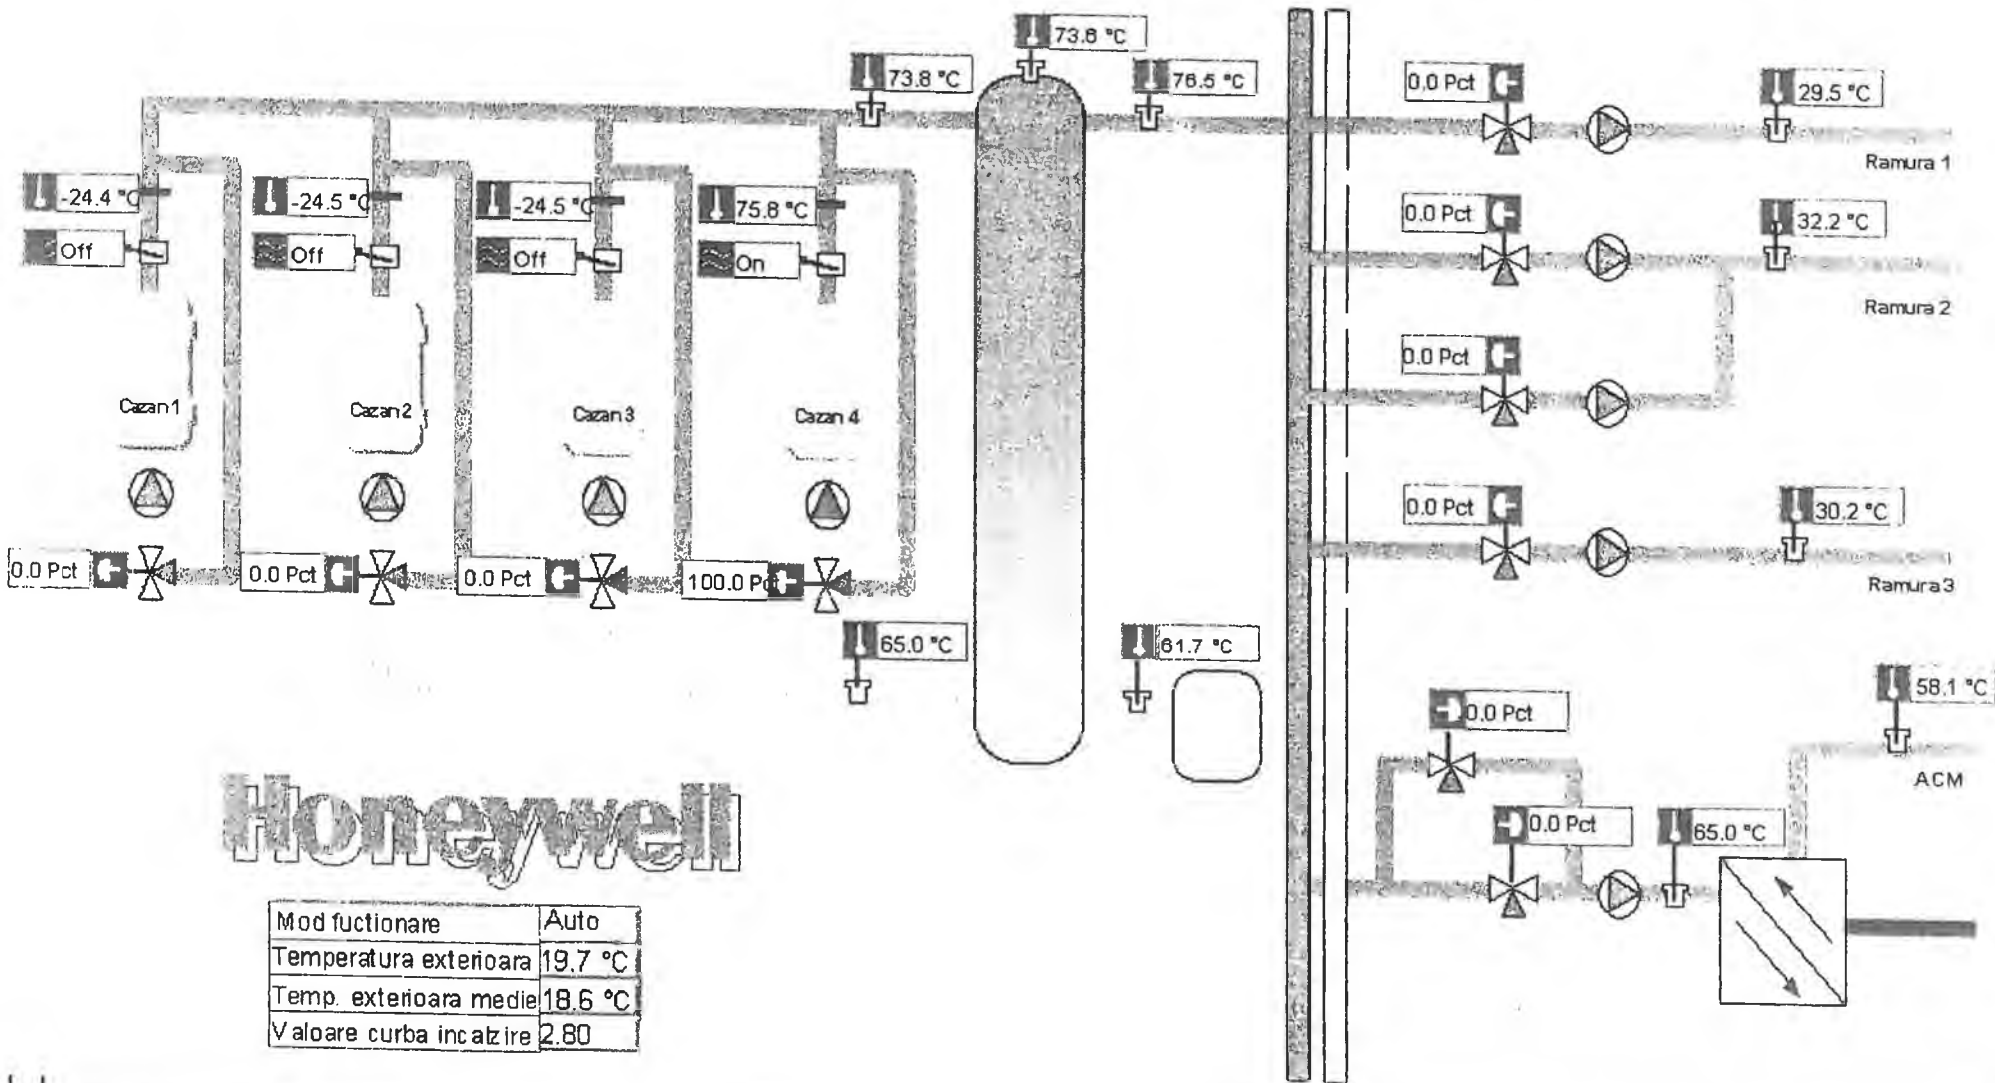 73.8 °C
73.8 °C
76.5 °C
0.0 Pct
29.5 °C
Ramura 1
-24.4 °C
-24.5 °C
-24.5 °C
75.8 °C
0.0 Pct
32.2 °C
Off
Off
Off
On
Ramura 2
0.0 Pct
Cazan 1
Cazan 2
Cazan 3
Cazan 4
0.0 Pct
30.2 °C
0.0 Pct
0.0 Pct
0.0 Pct
100.0 Pct
Ramura 3
65.0 °C
61.7 °C
58.1 °C
0.0 Pct
ACM
0.0 Pct
65.0 °C
Honeywell
Mod fuctionare Auto
Temperatura exterioara 19.7 °C
Temp. exterioara medie 18.6 °C
Valoare curba incalzire 2.80